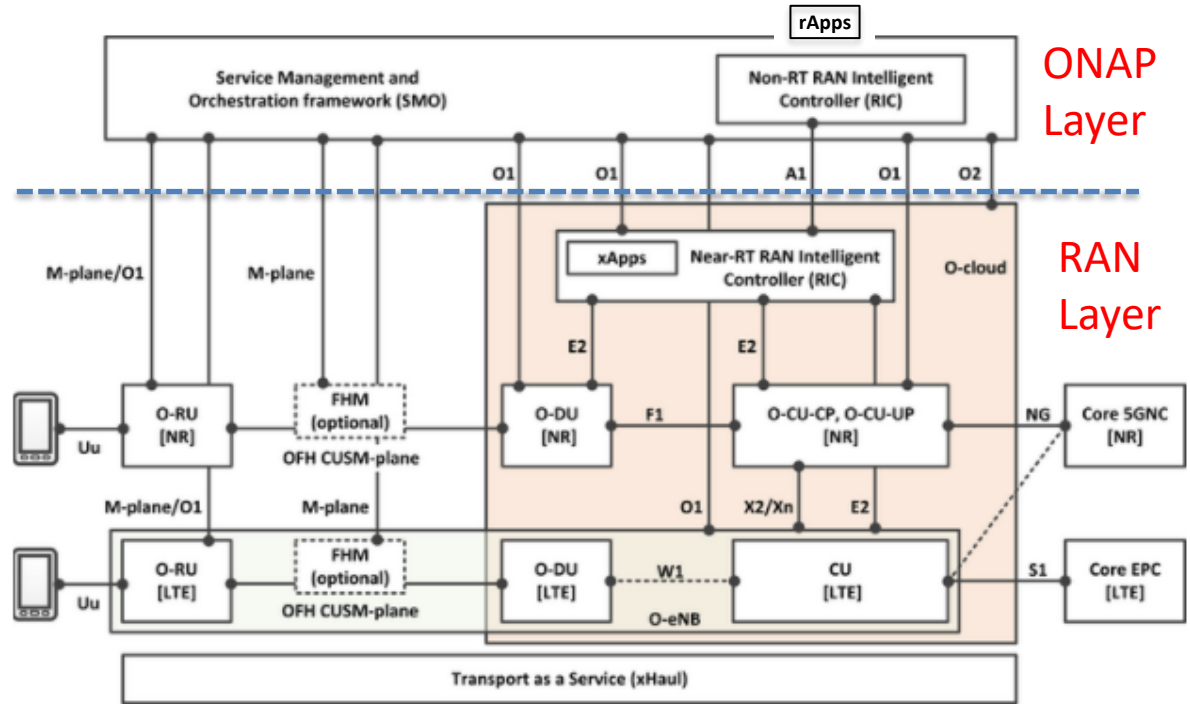 rApps
Service Management and
Orchestration framework (SMO)
Non-RT RAN Intelligent
Controller (RIC)
ONAP
Layer
O1
O1
A1
O1
O2
M-plane/O1
M-plane
xApps
Near-RT RAN Intelligent
Controller (RIC)
O-cloud
RAN
Layer
E2
E2
Uu
O-RU
[NR]
FHM
(optional)
OFH CUSM-plane
O-DU
[NR]
F1
O-CU-CP, O-CU-UP
[NR]
NG
Core 5GNC
[NR]
M-plane/O1
M-plane
O1
X2/Xn
E2
Uu
O-RU
[LTE]
FHM
(optional)
OFH CUSM-plane
O-DU
[LTE]
W1
CU
[LTE]
O-eNB
S1
Core EPC
[LTE]
Transport as a Service (xHaul)